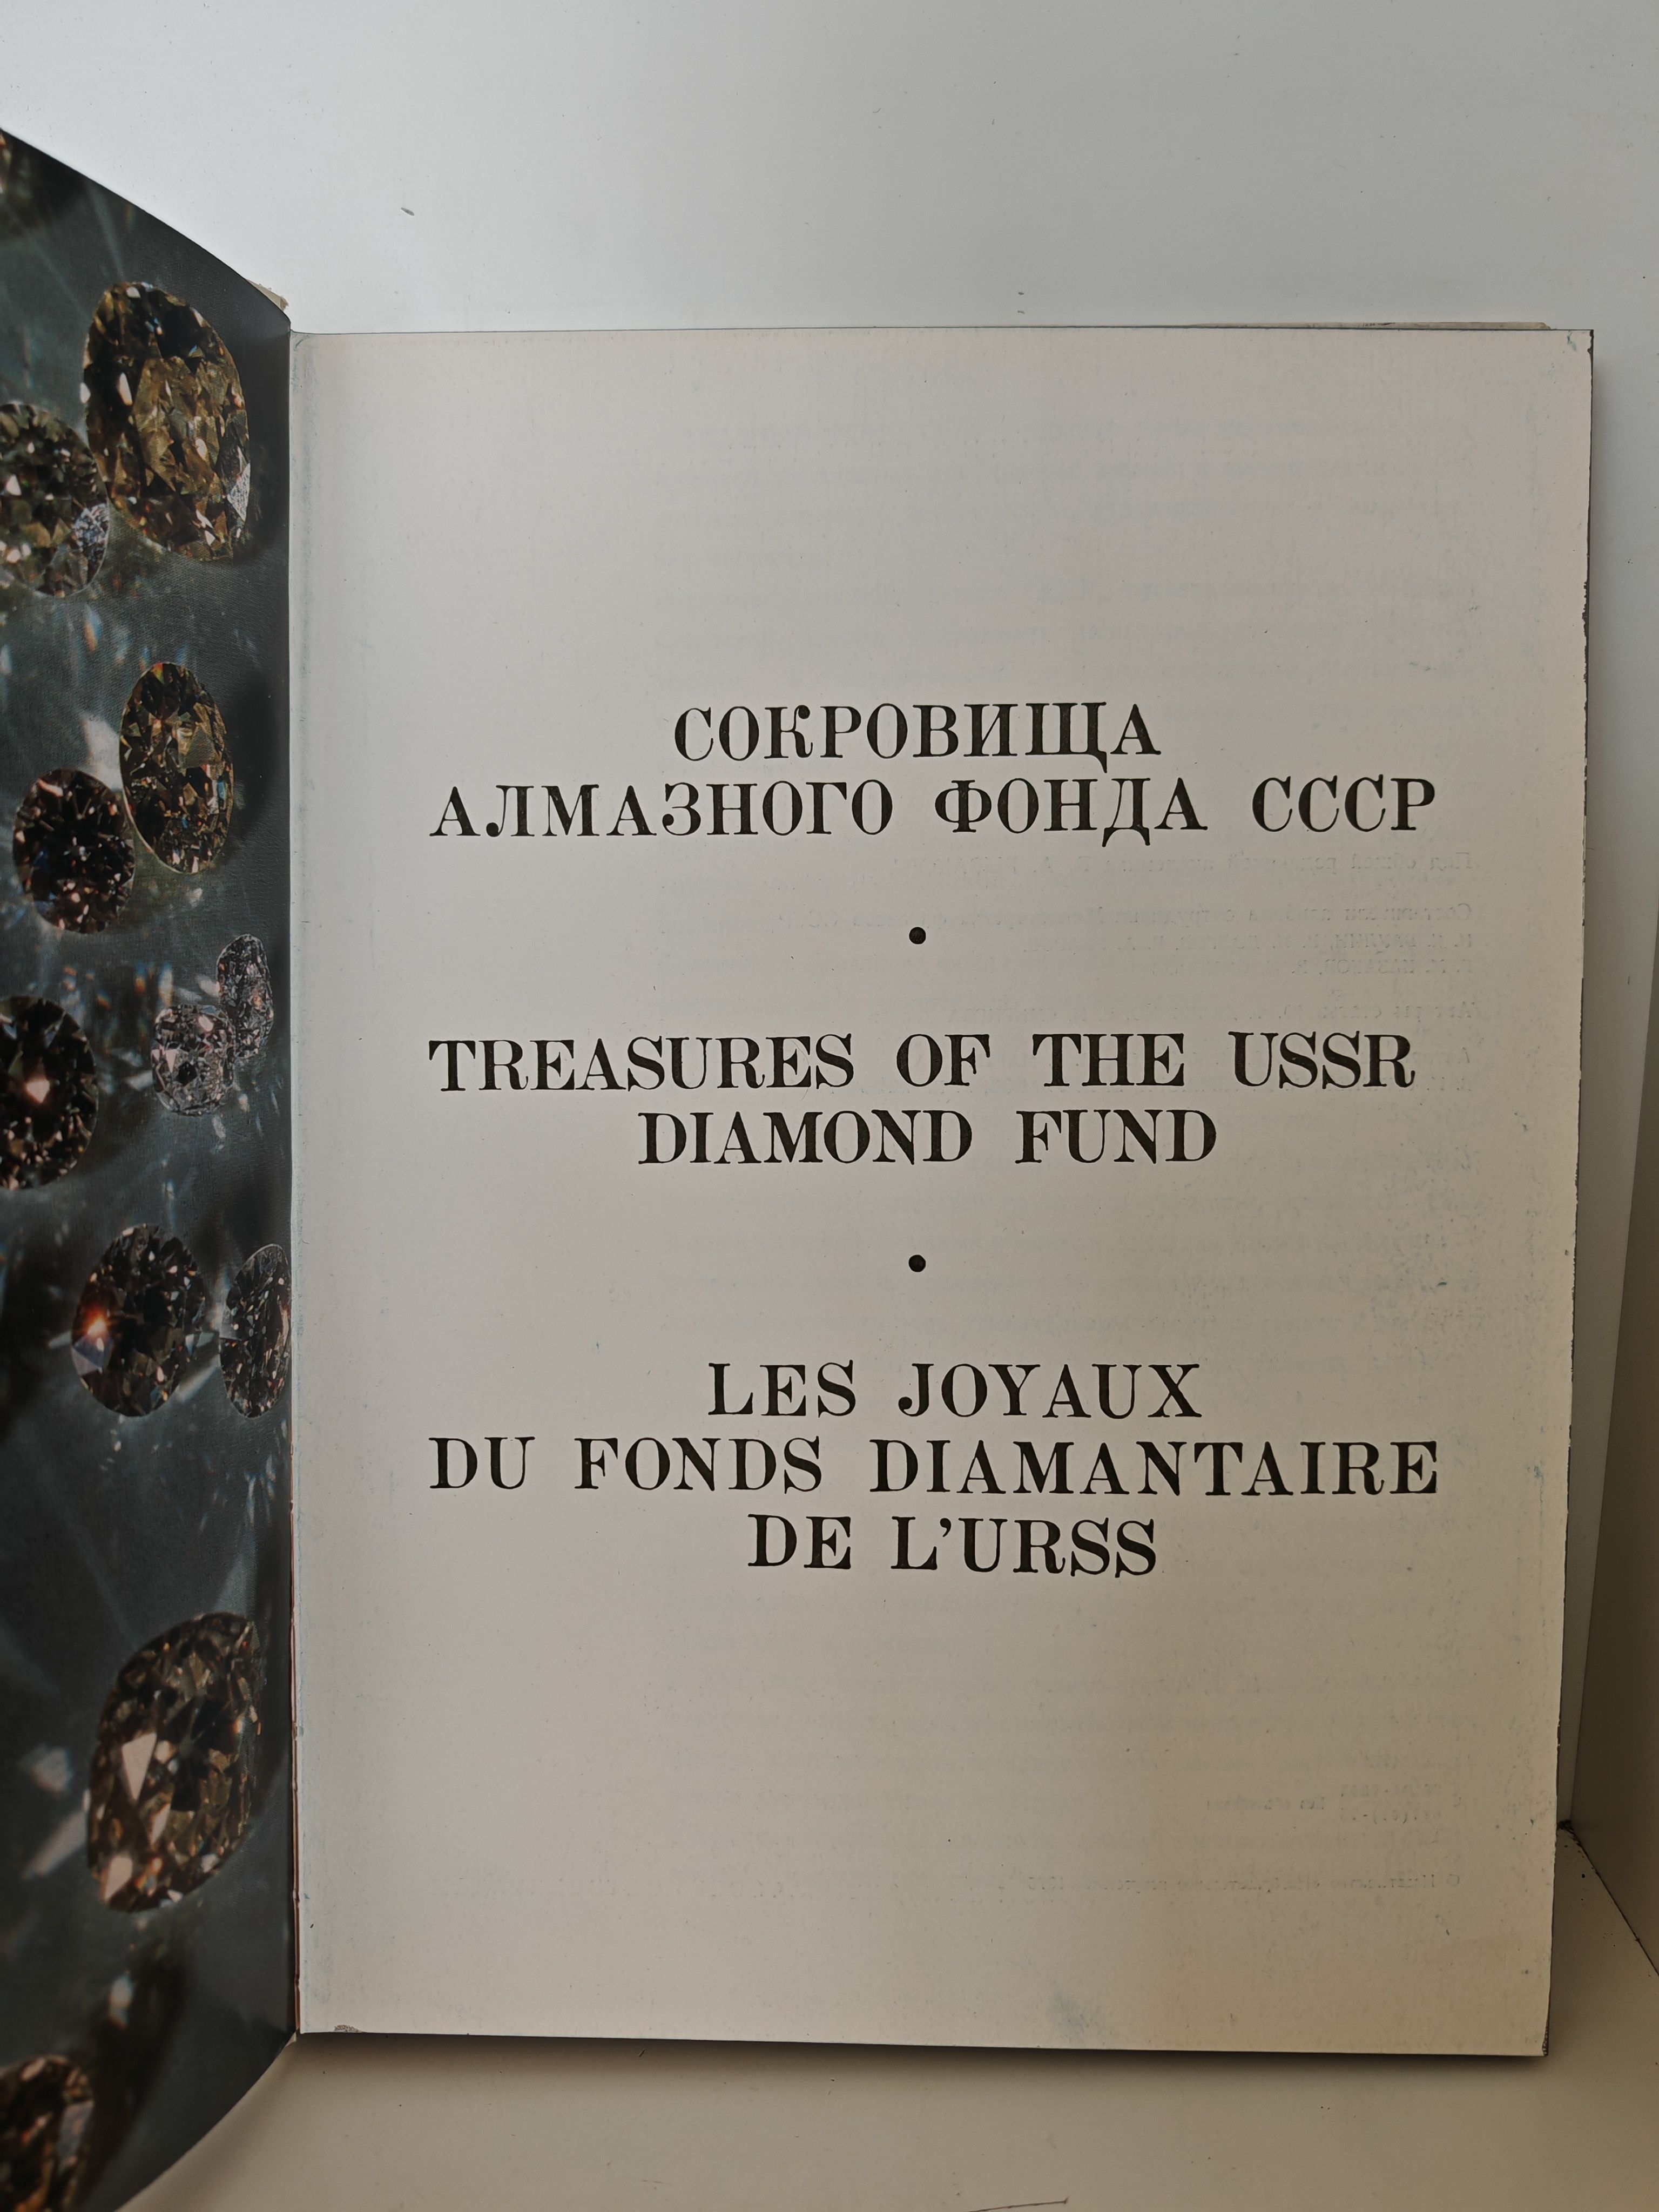 СОКРОВИЩА
АЛМАЗНОГО ФОНДА СССР
•
TREASURES OF THE USSR
DIAMOND FUND
•
LES JOYAUX
DU FONDS DIAMANTAIRE
DE L'URSS